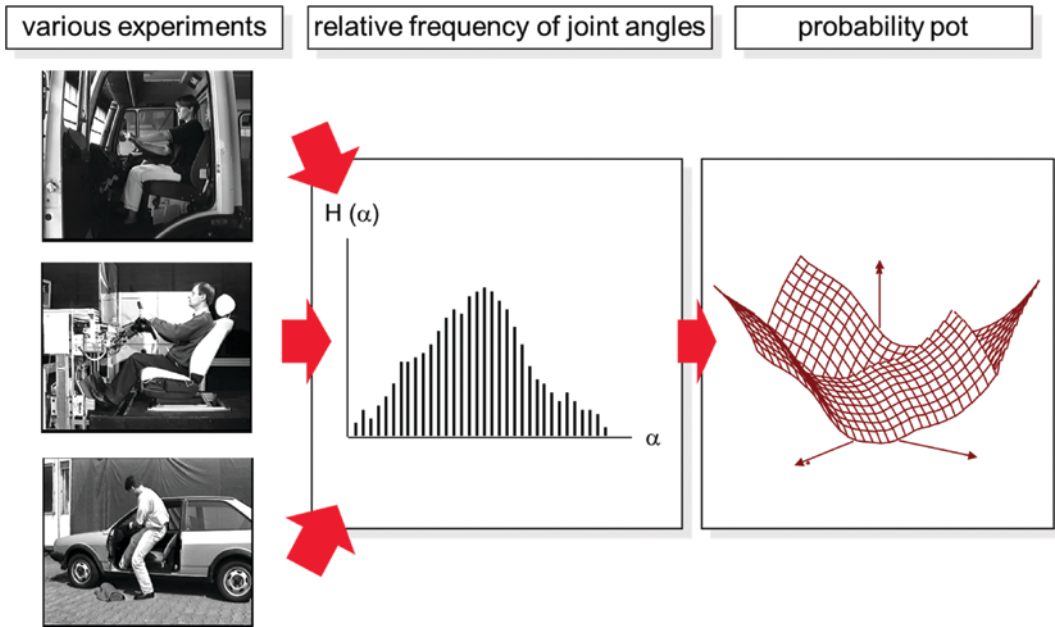 various experiments
relative frequency of joint angles
probability pot
H (α)
α